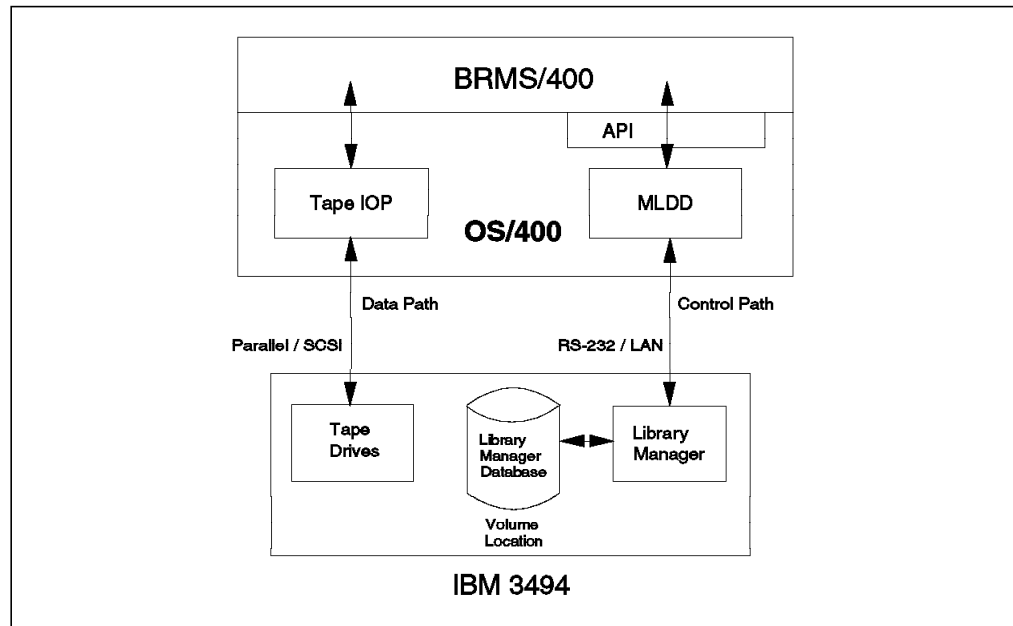 BRMS/400
API
Tape IOP
MLDD
OS/400
Data Path
Control Path
Parallel / SCSI
RS-232 / LAN
Tape
Drives
Library
Manager
Database
Library
Manager
Volume
Location
IBM 3494